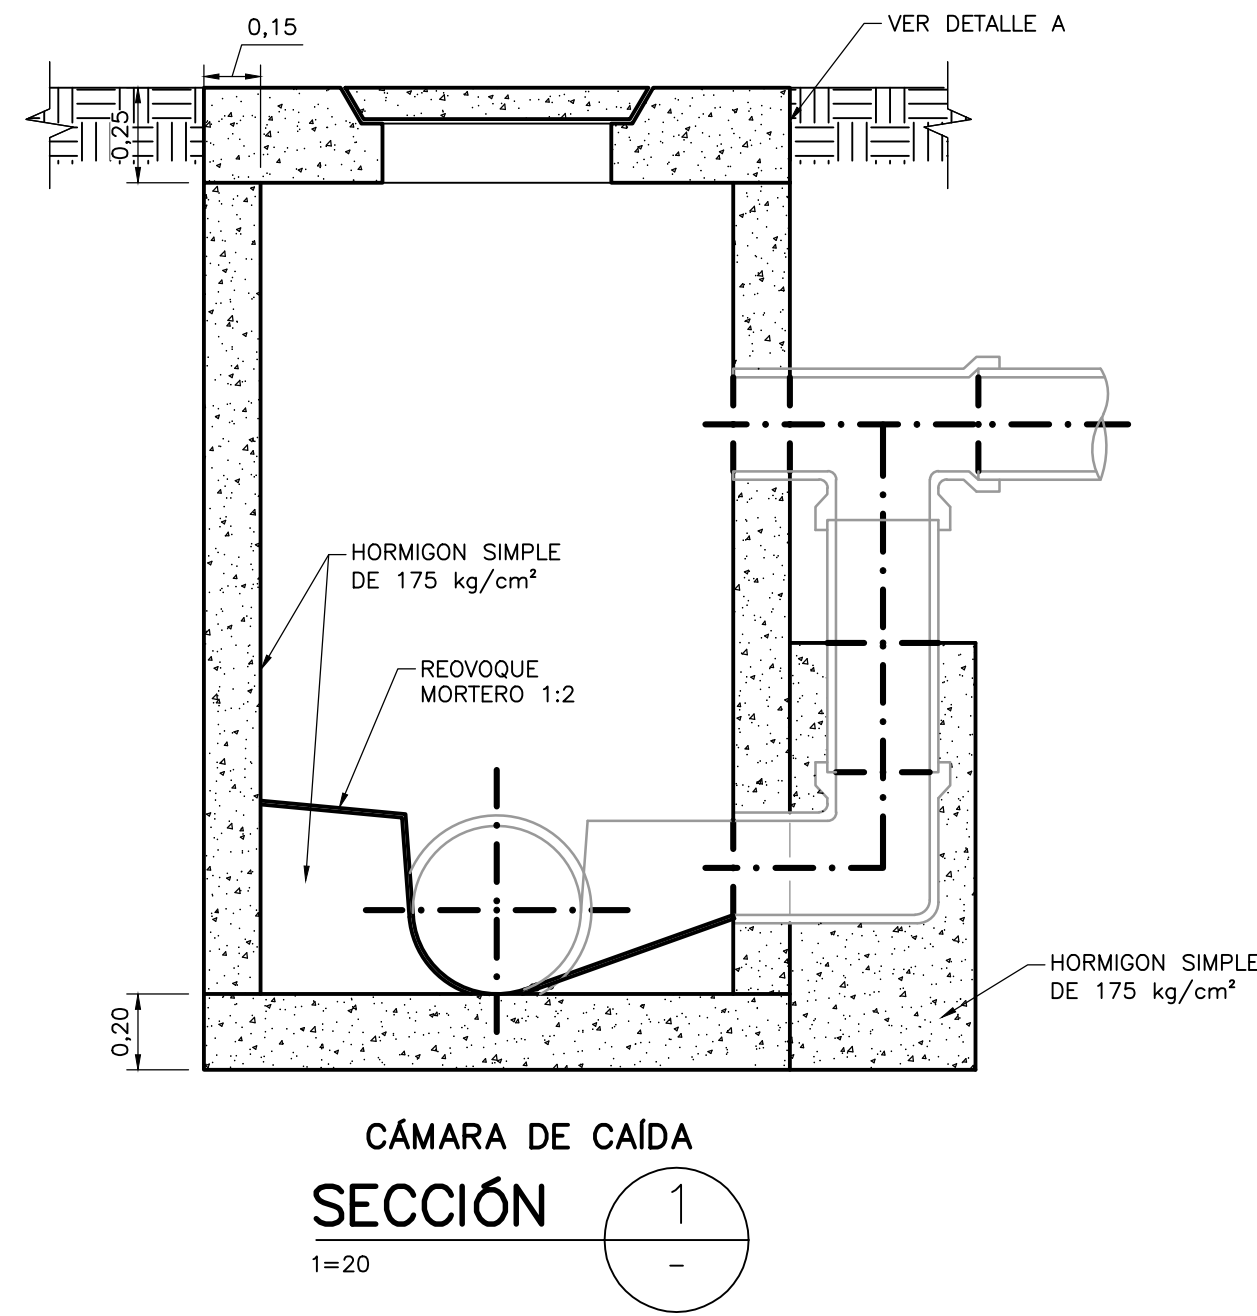 0,15
VER DETALLE A
0,25
HORMIGON SIMPLE
DE 175 kg/cm²
REOVOQUE
MORTERO 1:2
HORMIGON SIMPLE
DE 175 kg/cm²
0,20
CÁMARA DE CAÍDA
SECCIÓN
1
1=20
-